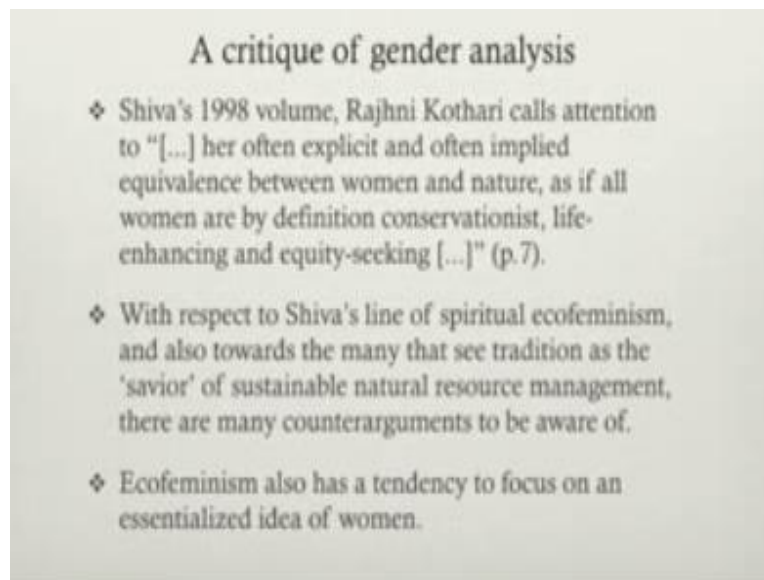 A critique of gender analysis
❖ Shiva's 1998 volume, Rajhni Kothari calls attention
to "[...] her often explicit and often implied
equivalence between women and nature, as if all
women are by definition conservationist, life-
enhancing and equity-seeking [...]" (p.7).
❖ With respect to Shiva's line of spiritual ecofeminism,
and also towards the many that see tradition as the
'savior' of sustainable natural resource management,
there are many counterarguments to be aware of.
❖ Ecofeminism also has a tendency to focus on an
essentialized idea of women.